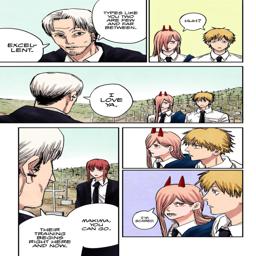 TYPES LIKE
YOU TWO
ARE FEW
AND FAR
BETWEEN.
EXCEL-
LENT.
HUH?
I
LOVE
YA.
MAKIMA,
YOU CAN
GO.
THEIR
TRAINING
BEGINS
RIGHT HERE
AND NOW.
I'M
SCARED.